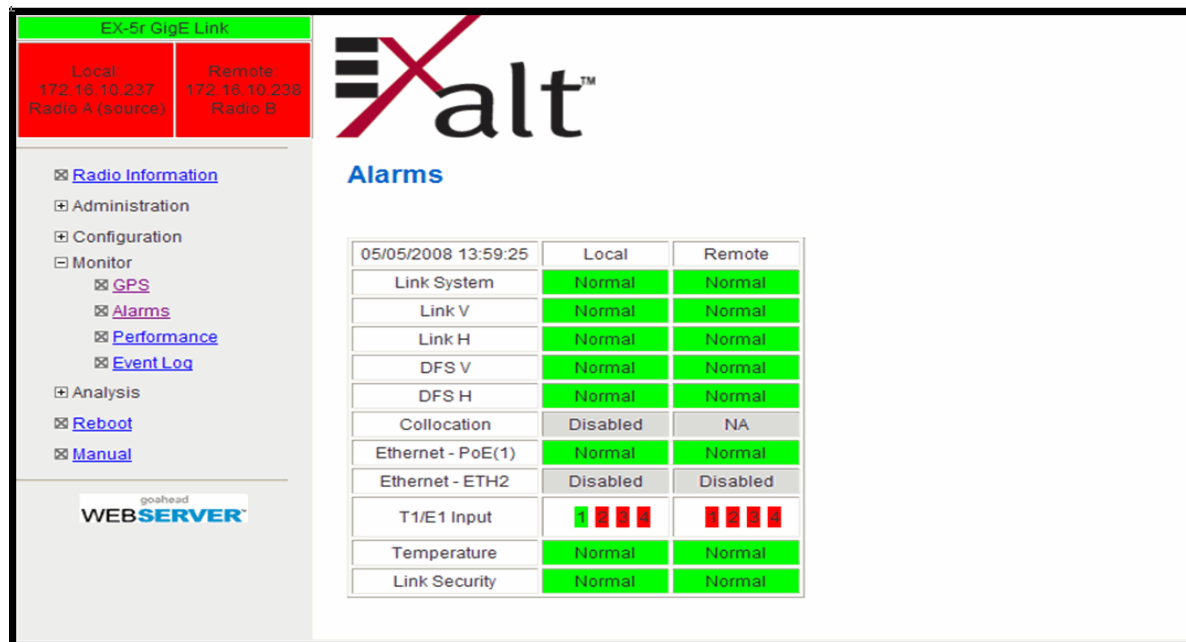 EX-5r GigE Link
Local:
172.16.10.237
Radio A (source)
Remote:
172.16.10.238
Radio B
Radio Information
Administration
Configuration
Monitor
GPS
Alarms
Performance
Event Log
Analysis
Reboot
Manual
goahead
WEBSERVER™
EXalt™
Alarms
05/05/2008 13:59:25 Local Remote
Link System Normal Normal
Link V Normal Normal
Link H Normal Normal
DFS V Normal Normal
DFS H Normal Normal
Collocation Disabled NA
Ethernet - PoE(1) Normal Normal
Ethernet - ETH2 Disabled Disabled
T1/E1 Input 1 2 3 4 1 2 3 4
Temperature Normal Normal
Link Security Normal Normal